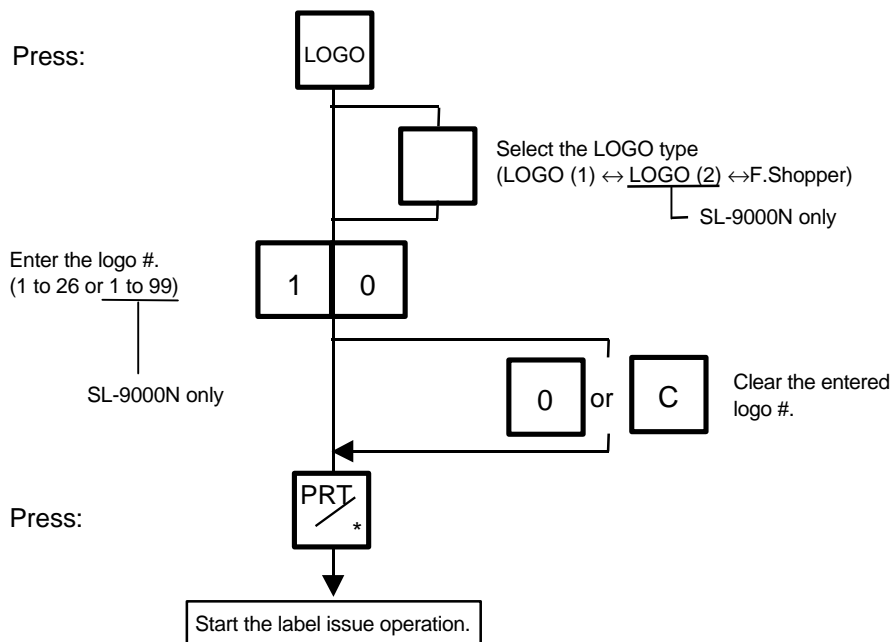 Press:
LOGO
Select the LOGO type
(LOGO (1) ↔ LOGO (2) ↔F.Shopper)
SL-9000N only
Enter the logo #.
(1 to 26 or 1 to 99)
1 0
SL-9000N only
0 or C
Clear the entered
logo #.
Press:
PRT
*
Start the label issue operation.